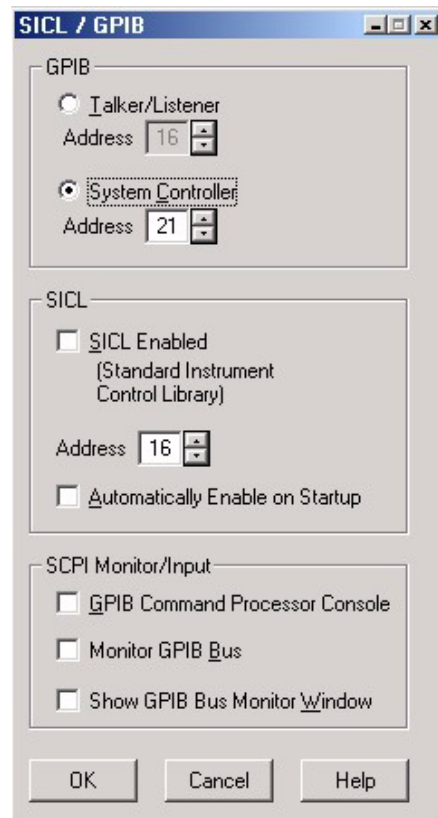 SICL / GPIB
GPIB
Talker/Listener
Address 16
System Controller
Address 21
SICL
SICL Enabled
(Standard Instrument
Control Library)
Address 16
Automatically Enable on Startup
SCPI Monitor/Input
GPIB Command Processor Console
Monitor GPIB Bus
Show GPIB Bus Monitor Window
OK Cancel Help